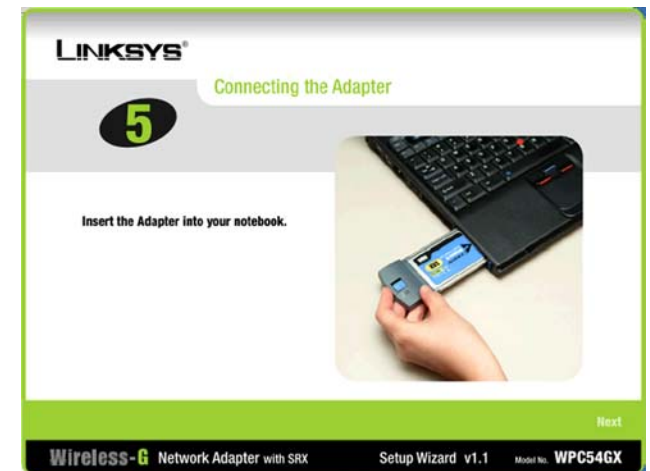 LINKSYS®
Connecting the Adapter
5
Insert the Adapter into your notebook.
Next
Wireless-G Network Adapter with SRX Setup Wizard v1.1 Model No. WPC54GX